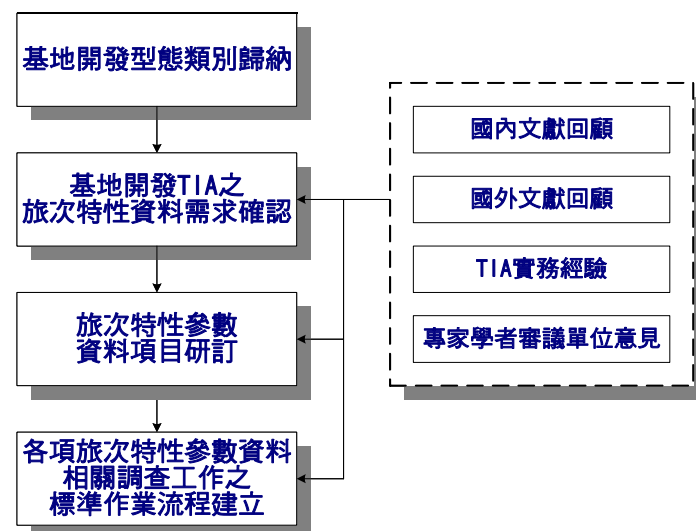 基地開發型態類別歸納
基地開發TIA之
旅次特性資料需求確認
旅次特性參數
資料項目研訂
各項旅次特性參數資料
相關調查工作之
標準作業流程建立
國內文獻回顧
國外文獻回顧
TIA實務經驗
專家學者審議單位意見